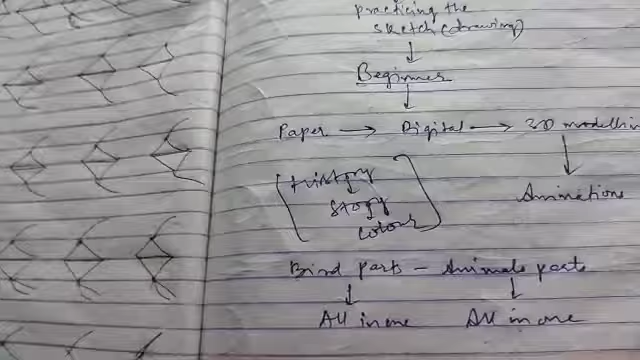 practicing the
sketch (drawing)
↓
Beginner
↓
Paper → Digital → 3D modellin
↓
Animations
[ History
↓
Story
colour ]
Bird parts - Animals parts
↓ ↓
All in one All in one